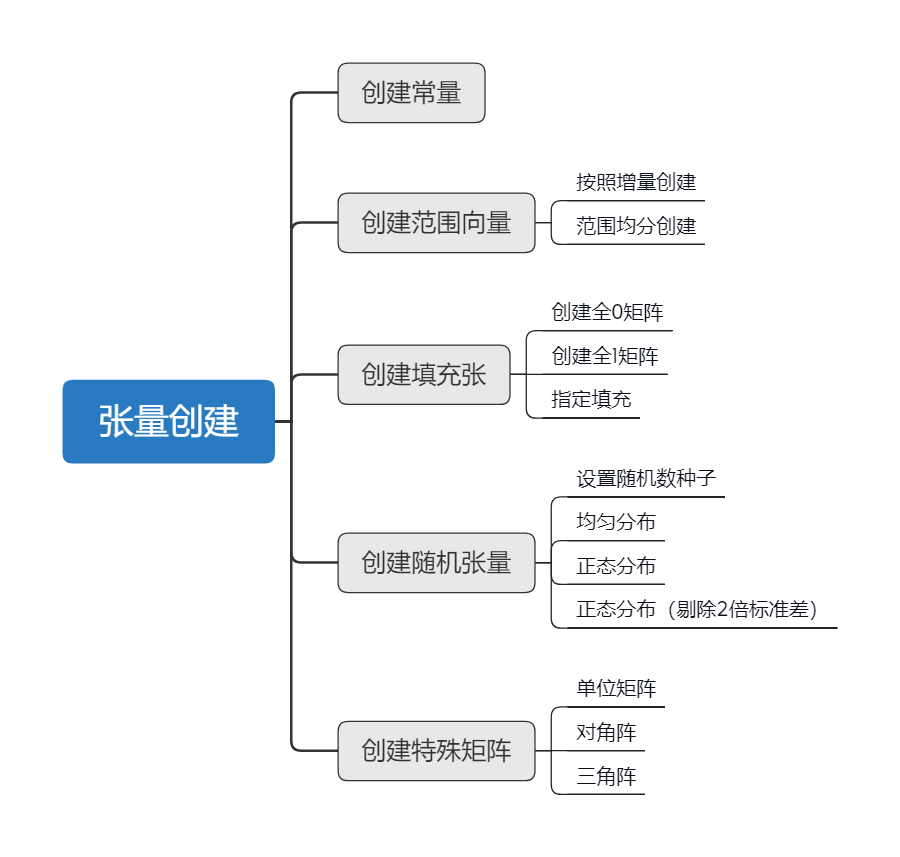 张量创建
创建常量
创建范围向量
按照增量创建
范围均分创建
创建填充张
创建全0矩阵
创建全1矩阵
指定填充
创建随机张量
设置随机数种子
均匀分布
正态分布
正态分布（剔除2倍标准差）
创建特殊矩阵
单位矩阵
对角阵
三角阵